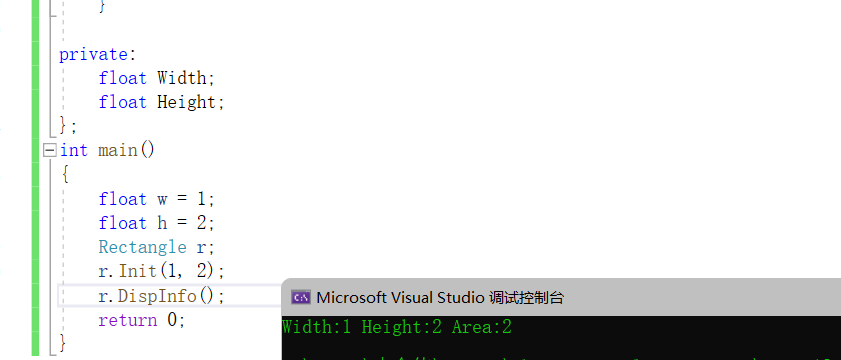 }
private:
float Width;
float Height;
};
int main()
{
float w = 1;
float h = 2;
Rectangle r;
r.Init(1, 2);
r.DispInfo();
return 0;
}
Microsoft Visual Studio 调试控制台
Width:1 Height:2 Area:2